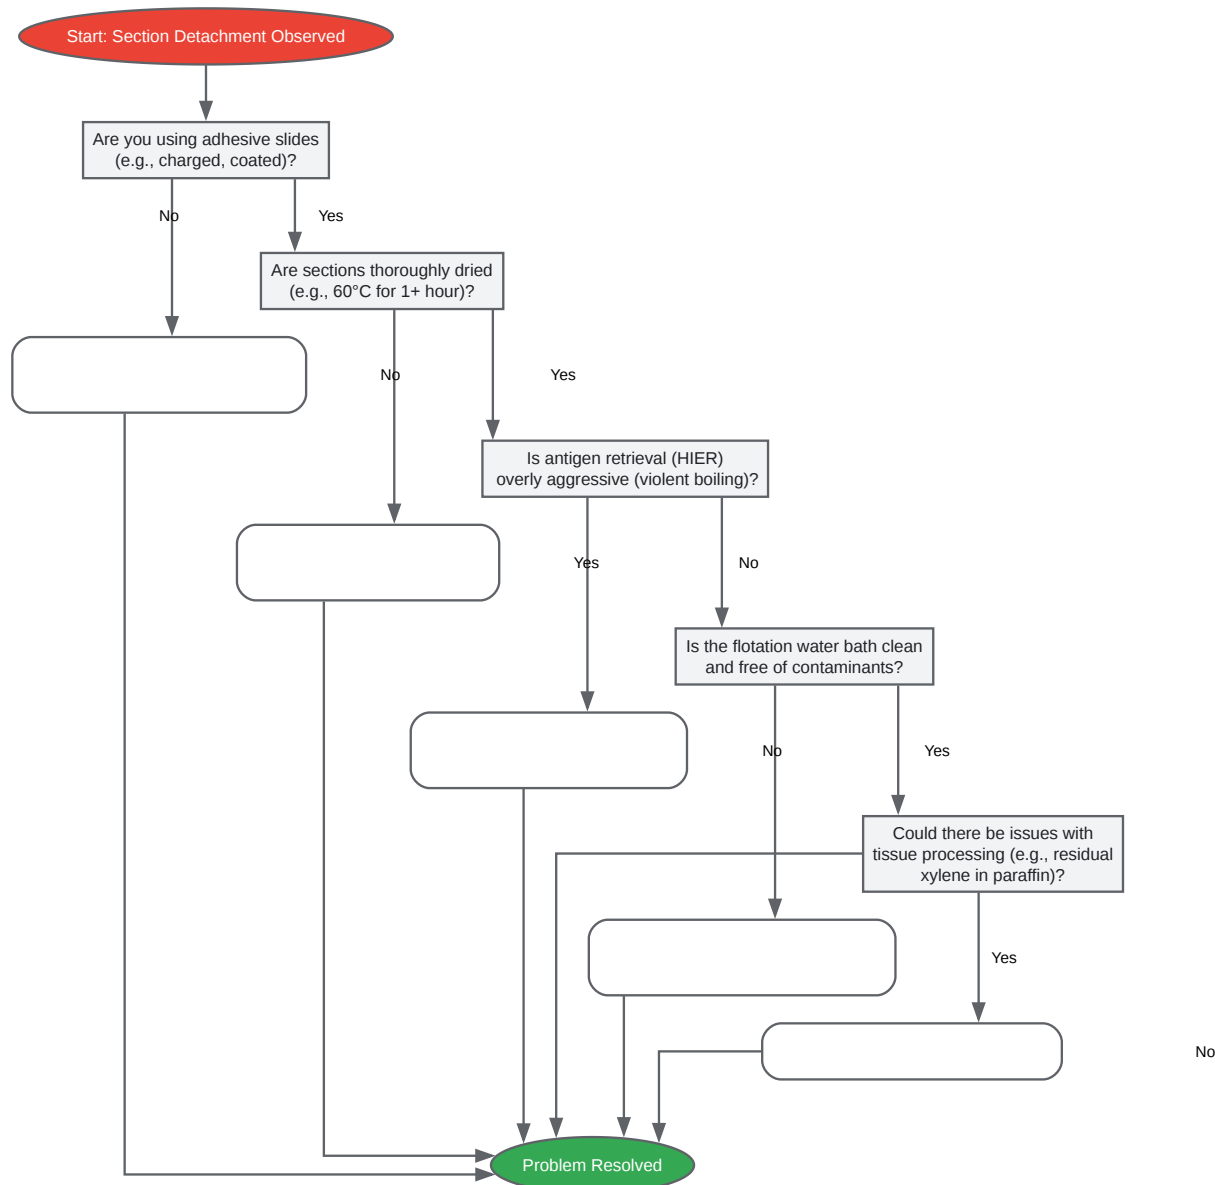 Start: Section Detachment Observed
Are you using adhesive slides
(e.g., charged, coated)?
No
Yes
Are sections thoroughly dried
(e.g., 60°C for 1+ hour)?
No
Yes
Is antigen retrieval (HIER)
overly aggressive (violent boiling)?
Yes
No
Is the flotation water bath clean
and free of contaminants?
No
Yes
Could there be issues with
tissue processing (e.g., residual
xylene in paraffin)?
Yes
No
Problem Resolved